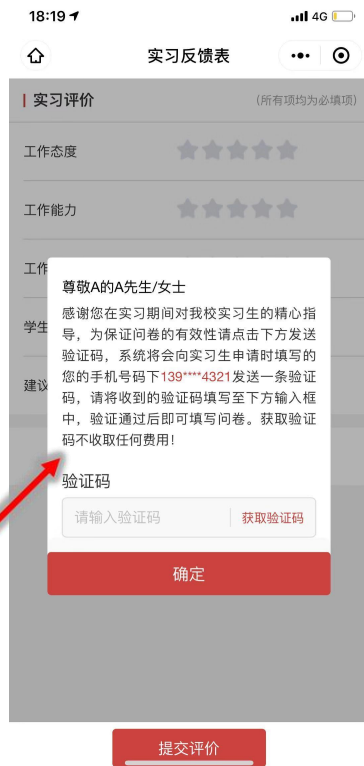 18:19 4G
实习反馈表
实习评价 (所有项均为必填项)
工作态度
工作能力
工作
尊敬A的A先生/女士
感谢您在实习期间对我校实习生的精心指
导，为保证问卷的有效性请点击下方发送
验证码，系统将会向实习生申请时填写的
您的手机号码下139****4321发送一条验证
码，请将收到的验证码填写至下方输入框
中，验证通过后即可填写问卷。获取验证
码不收取任何费用！
学生
建议
验证码
请输入验证码 获取验证码
确定
提交评价